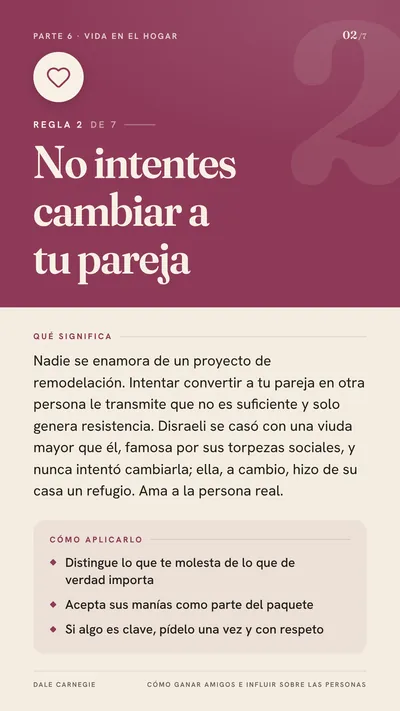 PARTE 6 · VIDA EN EL HOGAR
02/7
2
REGLA 2 DE 7
No intentes
cambiar a
tu pareja
QUÉ SIGNIFICA
Nadie se enamora de un proyecto de
remodelación. Intentar convertir a tu pareja en otra
persona le transmite que no es suficiente y solo
genera resistencia. Disraeli se casó con una viuda
mayor que él, famosa por sus torpezas sociales, y
nunca intentó cambiarla; ella, a cambio, hizo de su
casa un refugio. Ama a la persona real.
CÓMO APLICARLO
Distingue lo que te molesta de lo que de
verdad importa
Acepta sus manías como parte del paquete
Si algo es clave, pídelo una vez y con respeto
DALE CARNEGIE
CÓMO GANAR AMIGOS E INFLUIR SOBRE LAS PERSONAS